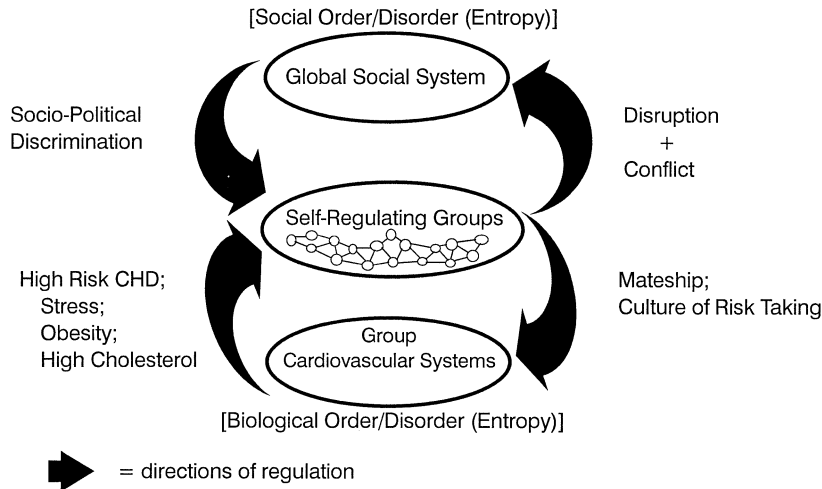 [Social Order/Disorder (Entropy)]
Global Social System
Socio-Political
Discrimination
Disruption
+
Conflict
Self-Regulating Groups
High Risk CHD;
Stress;
Obesity;
High Cholesterol
Mateship;
Culture of Risk Taking
Group
Cardiovascular Systems
[Biological Order/Disorder (Entropy)]
= directions of regulation